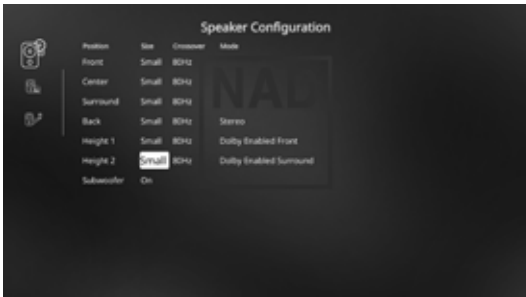 Speaker Configuration
Position Size Crossover Mode
Front Small 80Hz
Center Small 80Hz
Surround Small 80Hz
Back Small 80Hz Stereo
Height 1 Small 80Hz Dolby Enabled Front
Height 2 Small 80Hz Dolby Enabled Surround
Subwoofer On
NAD